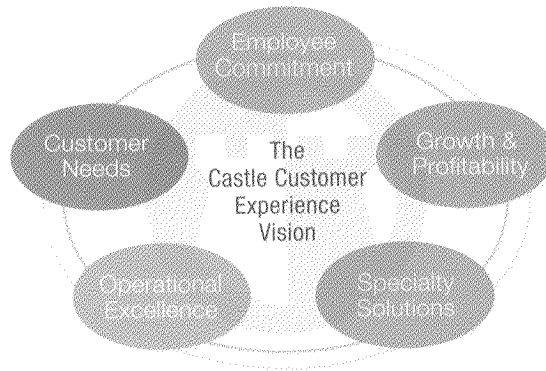 Employee
Commitment
Customer
Needs
Growth &
Profitability
The
Castle Customer
Experience
Vision
Operational
Excellence
Specialty
Solutions